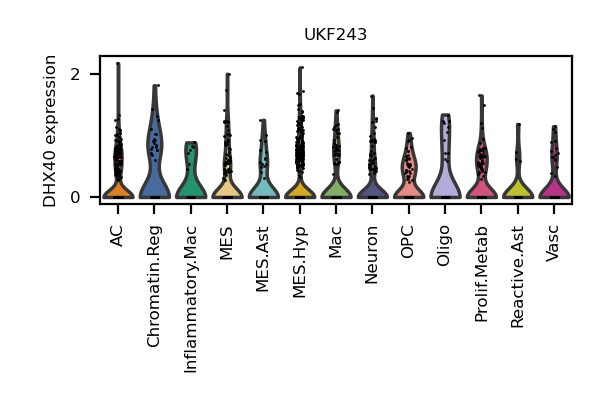 UKF243
DHX40 expression
2
0
AC
Chromatin.Reg
Inflammatory.Mac
MES
MES.Ast
MES.Hyp
Mac
Neuron
OPC
Oligo
Prolif.Metab
Reactive.Ast
Vasc